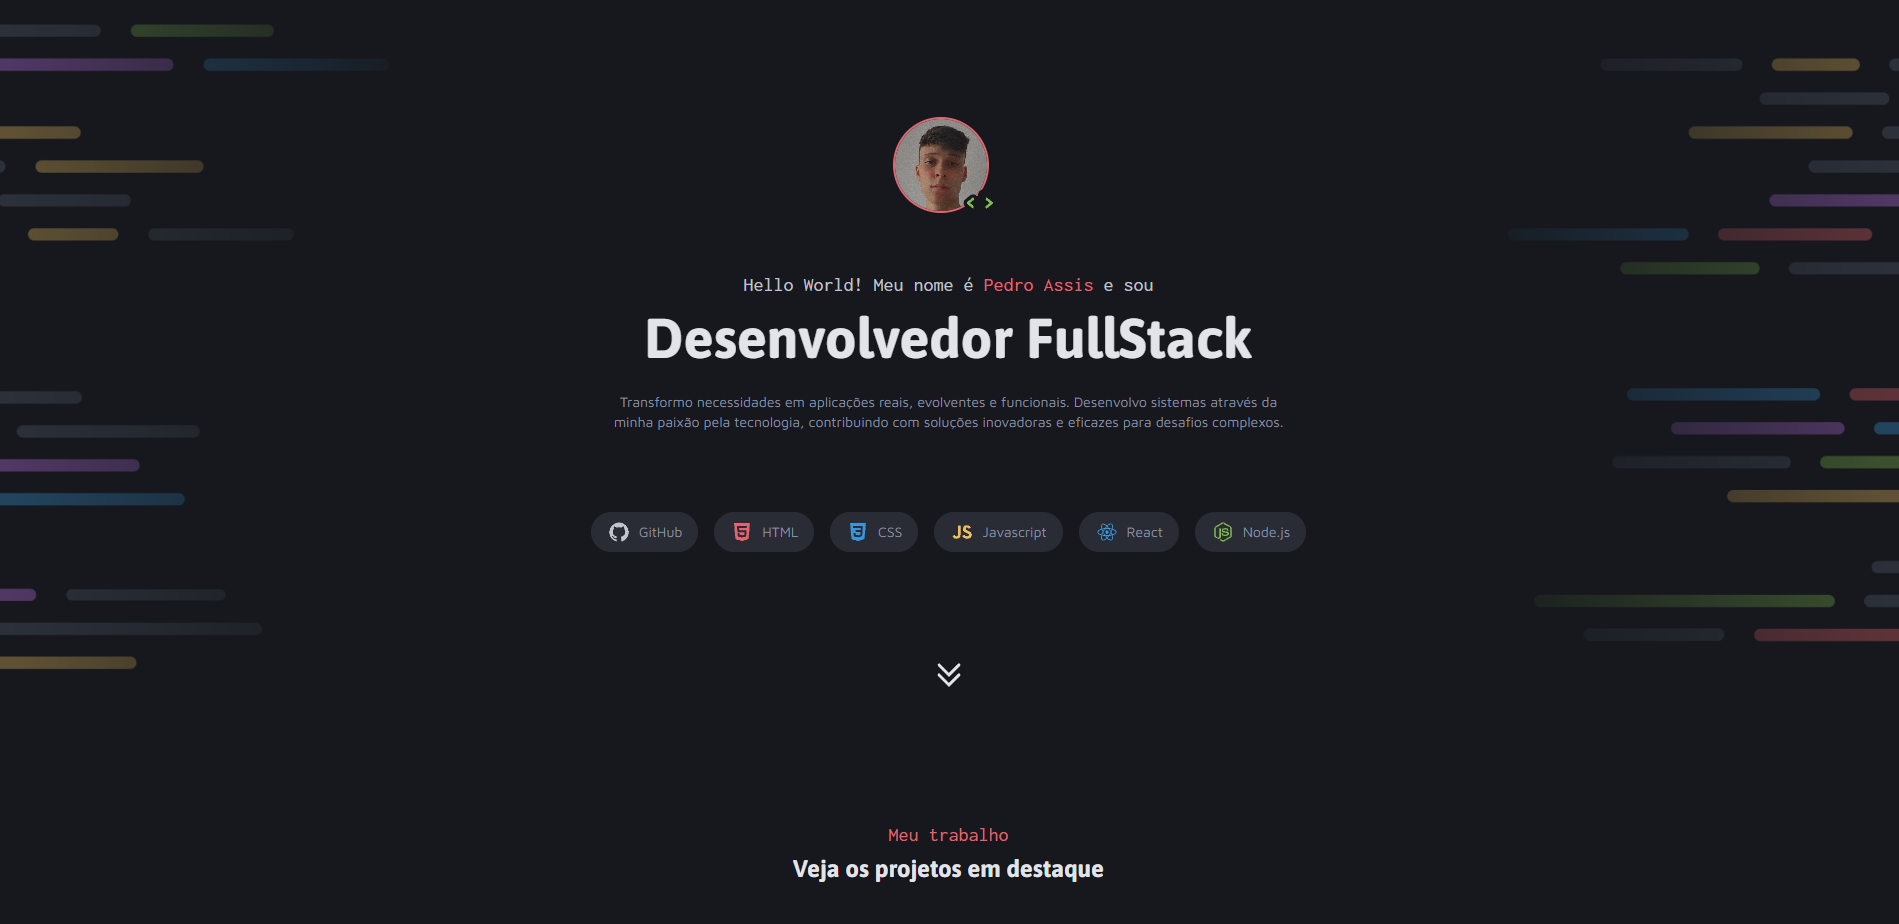 < >
Hello World! Meu nome é Pedro Assis e sou
Desenvolvedor FullStack
Transformo necessidades em aplicações reais, evolventes e funcionais. Desenvolvo sistemas através da
minha paixão pela tecnologia, contribuindo com soluções inovadoras e eficazes para desafios complexos.
GitHub HTML CSS JS Javascript React JS Node.js
Meu trabalho
Veja os projetos em destaque